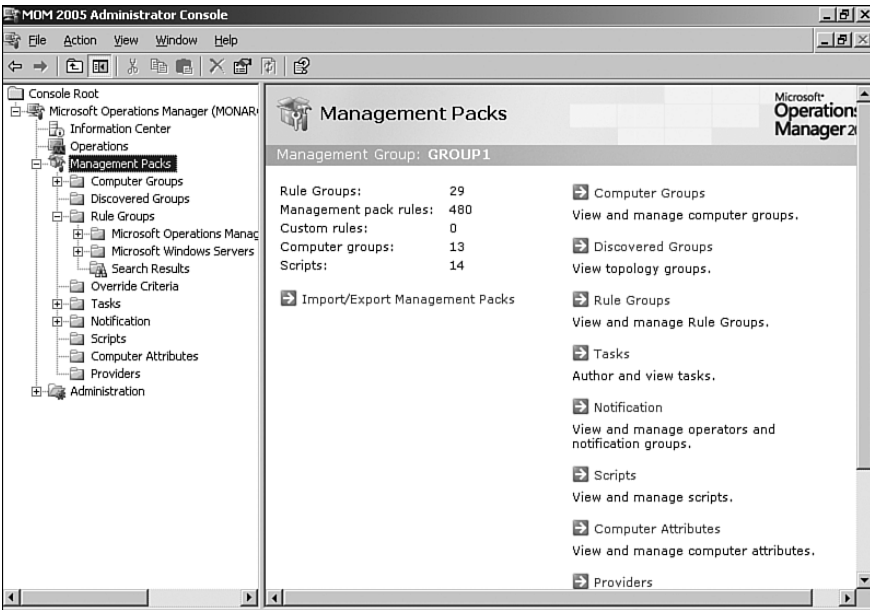 MOM 2005 Administrator Console
File Action View Window Help
Console Root
Microsoft Operations Manager (MONAR
Information Center
Operations
Management Packs
Computer Groups
Discovered Groups
Rule Groups
Microsoft Operations Manag
Microsoft Windows Servers
Search Results
Override Criteria
Tasks
Notification
Scripts
Computer Attributes
Providers
Administration
Management Packs
Microsoft
Operations
Manager 2
Management Group: GROUP1
Rule Groups: 29
Management pack rules: 480
Custom rules: 0
Computer groups: 13
Scripts: 14
Import/Export Management Packs
Computer Groups
View and manage computer groups.
Discovered Groups
View topology groups.
Rule Groups
View and manage Rule Groups.
Tasks
Author and view tasks.
Notification
View and manage operators and
notification groups.
Scripts
View and manage scripts.
Computer Attributes
View and manage computer attributes.
Providers